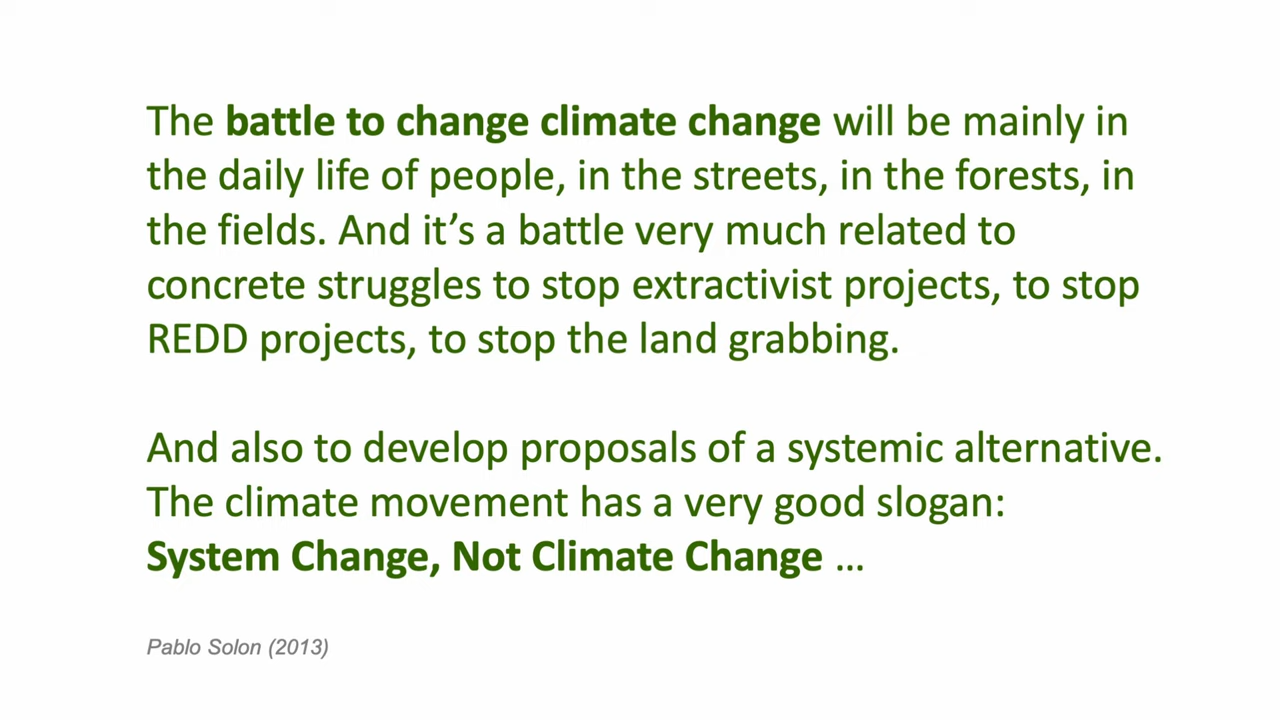 The battle to change climate change will be mainly in
the daily life of people, in the streets, in the forests, in
the fields. And it’s a battle very much related to
concrete struggles to stop extractivist projects, to stop
REDD projects, to stop the land grabbing.
And also to develop proposals of a systemic alternative.
The climate movement has a very good slogan:
System Change, Not Climate Change ...
Pablo Solon (2013)